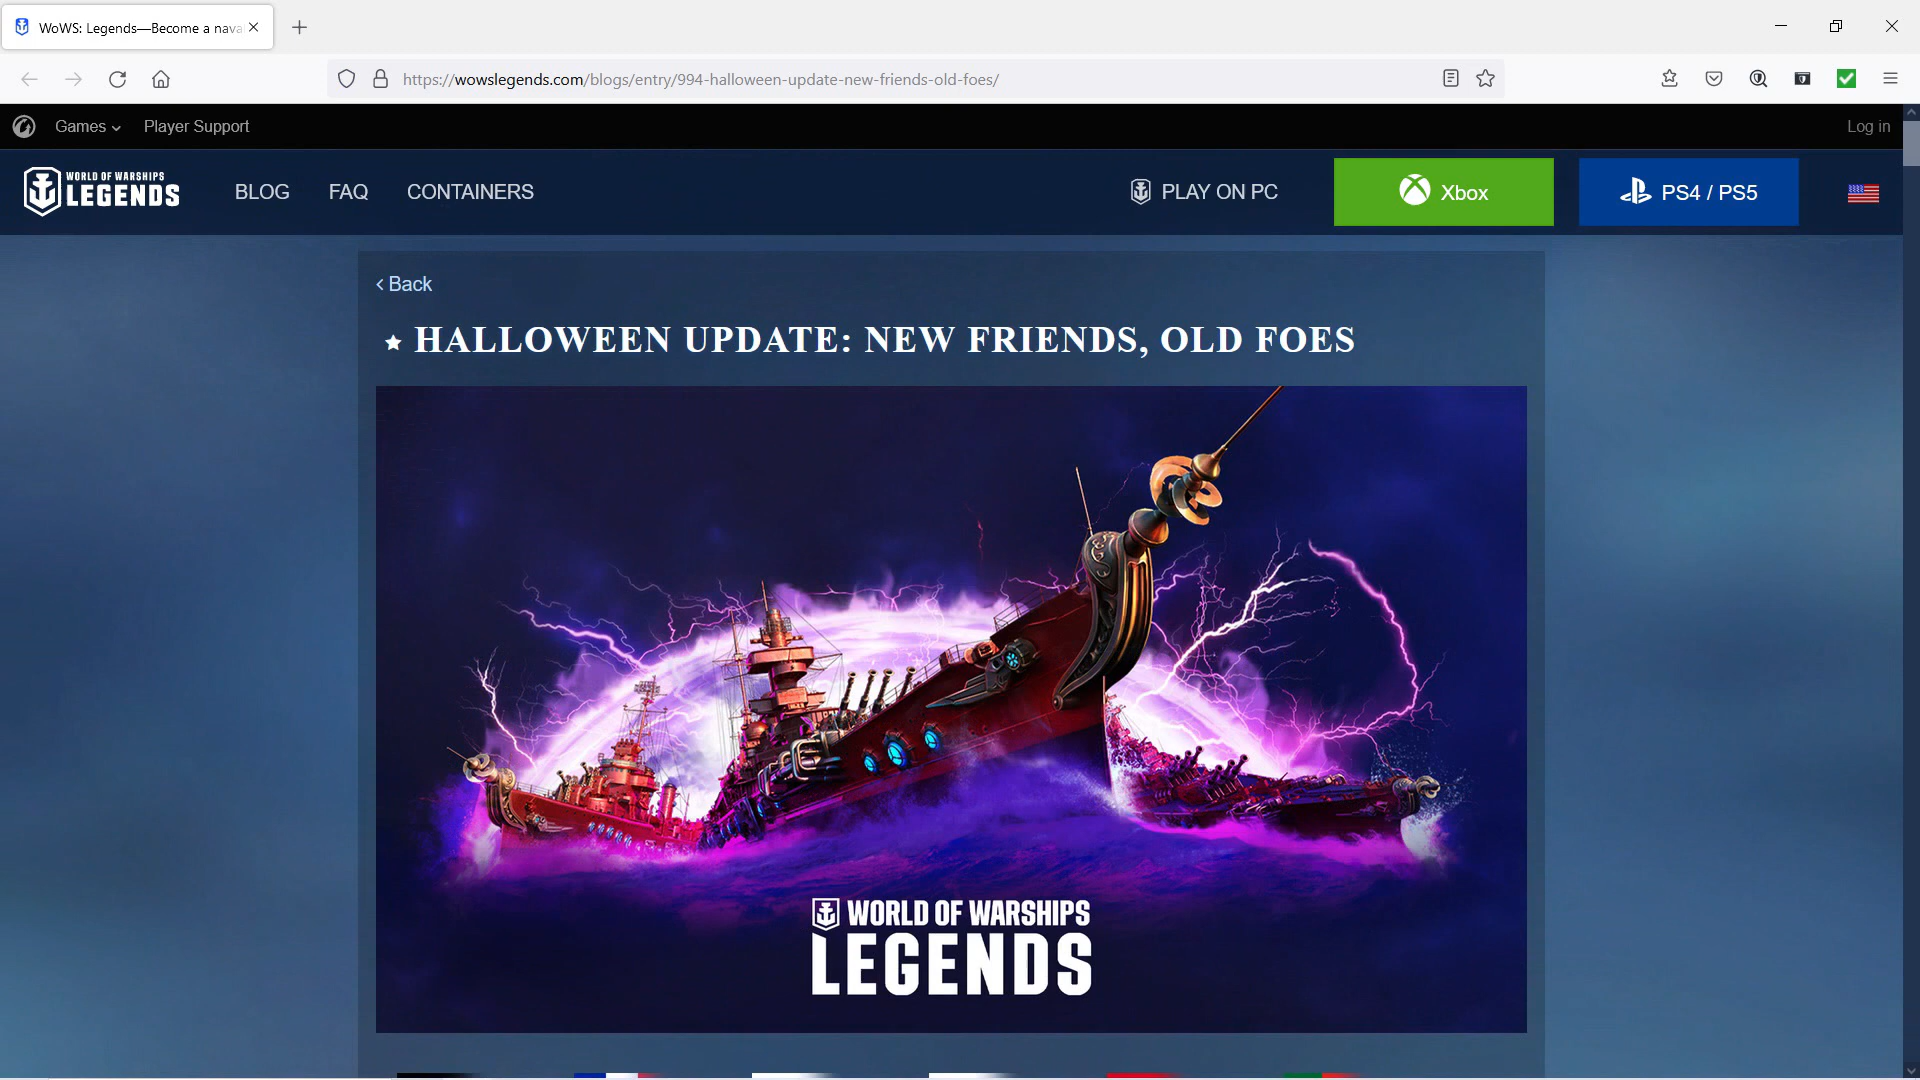 WoWS: Legends—Become a nava
https://wowslegends.com/blogs/entry/994-halloween-update-new-friends-old-foes/
Games
Player Support
Log in
WORLD OF WARSHIPS
LEGENDS
BLOG
FAQ
CONTAINERS
PLAY ON PC
Xbox
PS4 / PS5
Back
HALLOWEEN UPDATE: NEW FRIENDS, OLD FOES
WORLD OF WARSHIPS
LEGENDS